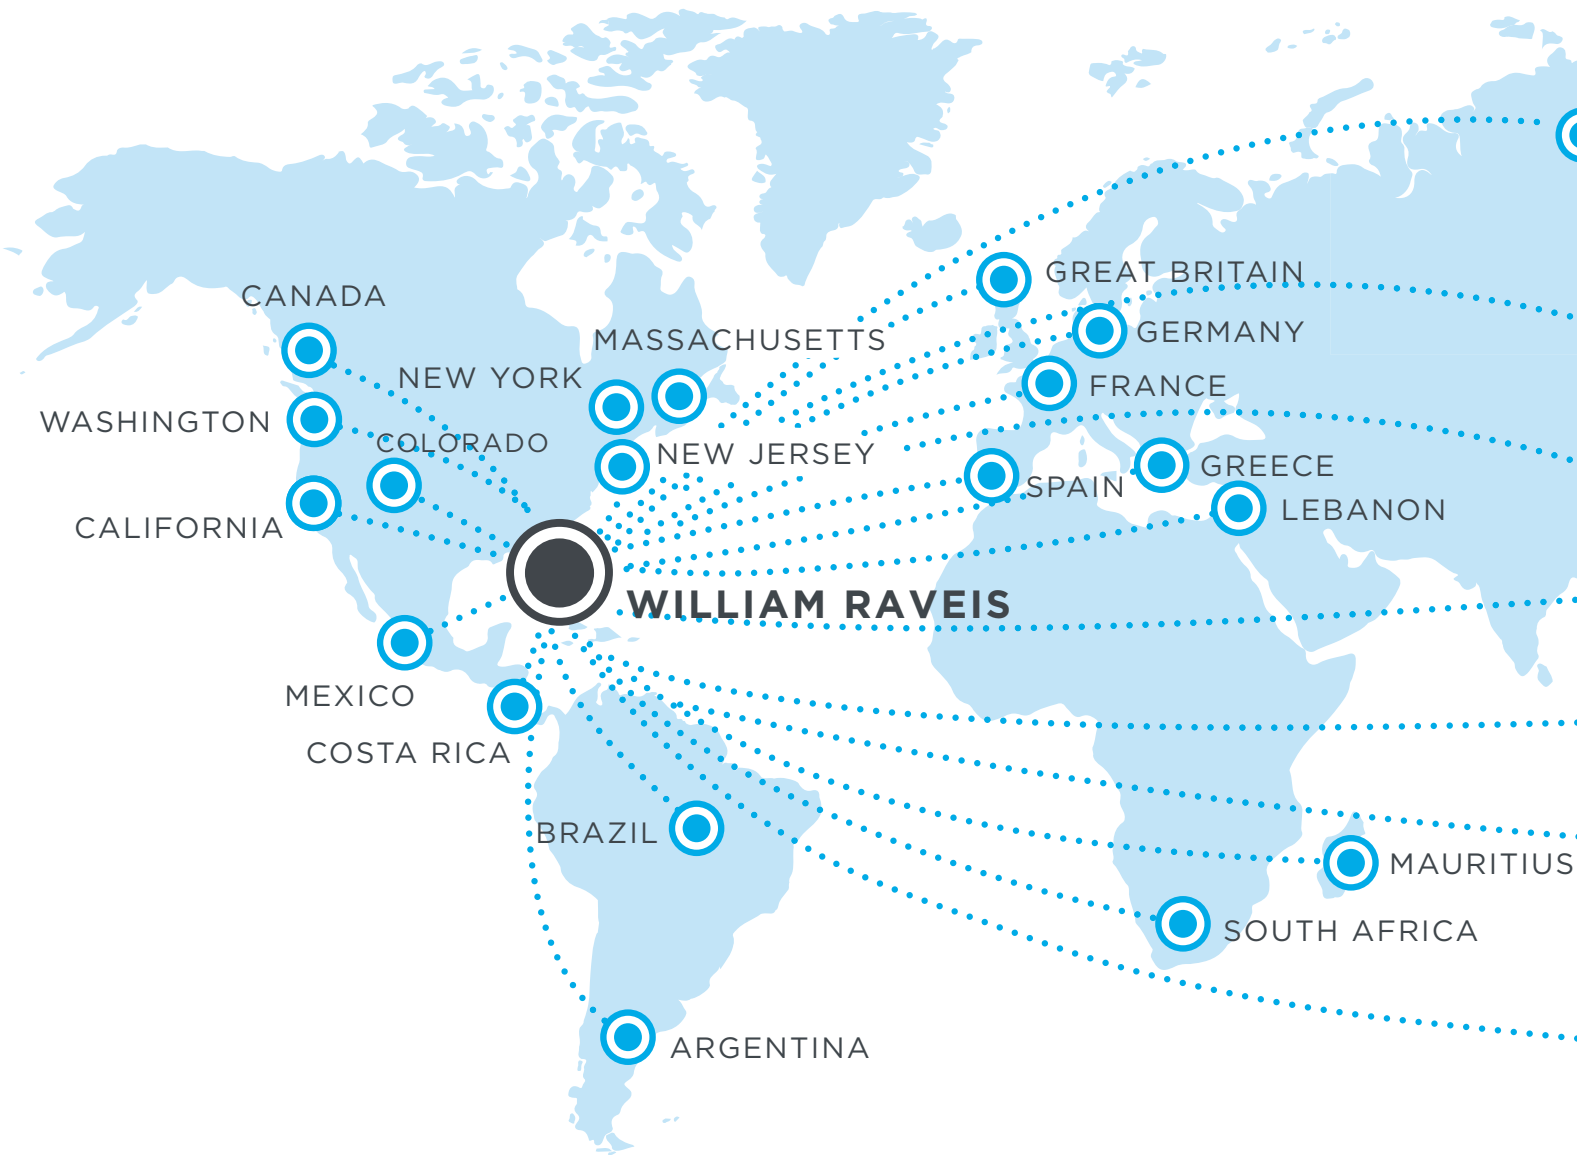 GREAT BRITAIN
CANADA
MASSACHUSETTS
GERMANY
NEW YORK
FRANCE
WASHINGTON
COLORADO
NEW JERSEY
GREECE
SPAIN
LEBANON
CALIFORNIA
WILLIAM RAVEIS
MEXICO
COSTA RICA
BRAZIL
MAURITIUS
SOUTH AFRICA
ARGENTINA